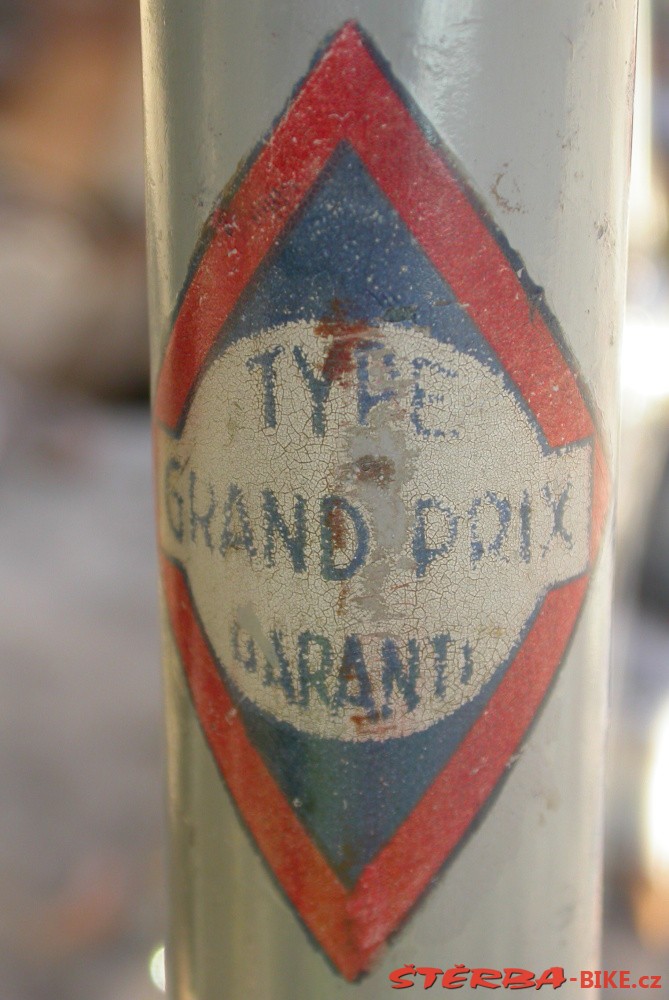 TYPE
GRAND PRIX
GARANTI
ŠTĚRBA-BIKE.cz